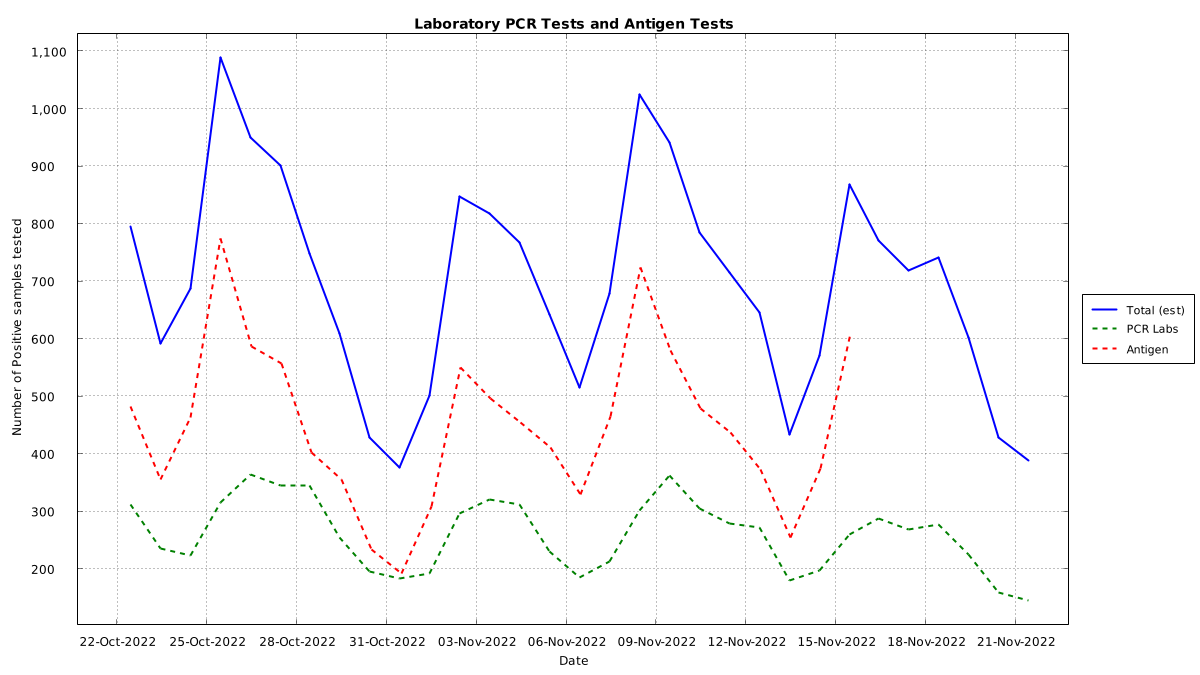 Laboratory PCR Tests and Antigen Tests
Number of Positive samples tested
1,100
1,000
900
800
700
600
500
400
300
200
22-Oct-2022 25-Oct-2022 28-Oct-2022 31-Oct-2022 03-Nov-2022 06-Nov-2022 09-Nov-2022 12-Nov-2022 15-Nov-2022 18-Nov-2022 21-Nov-2022
Date
Total (est)
PCR Labs
Antigen